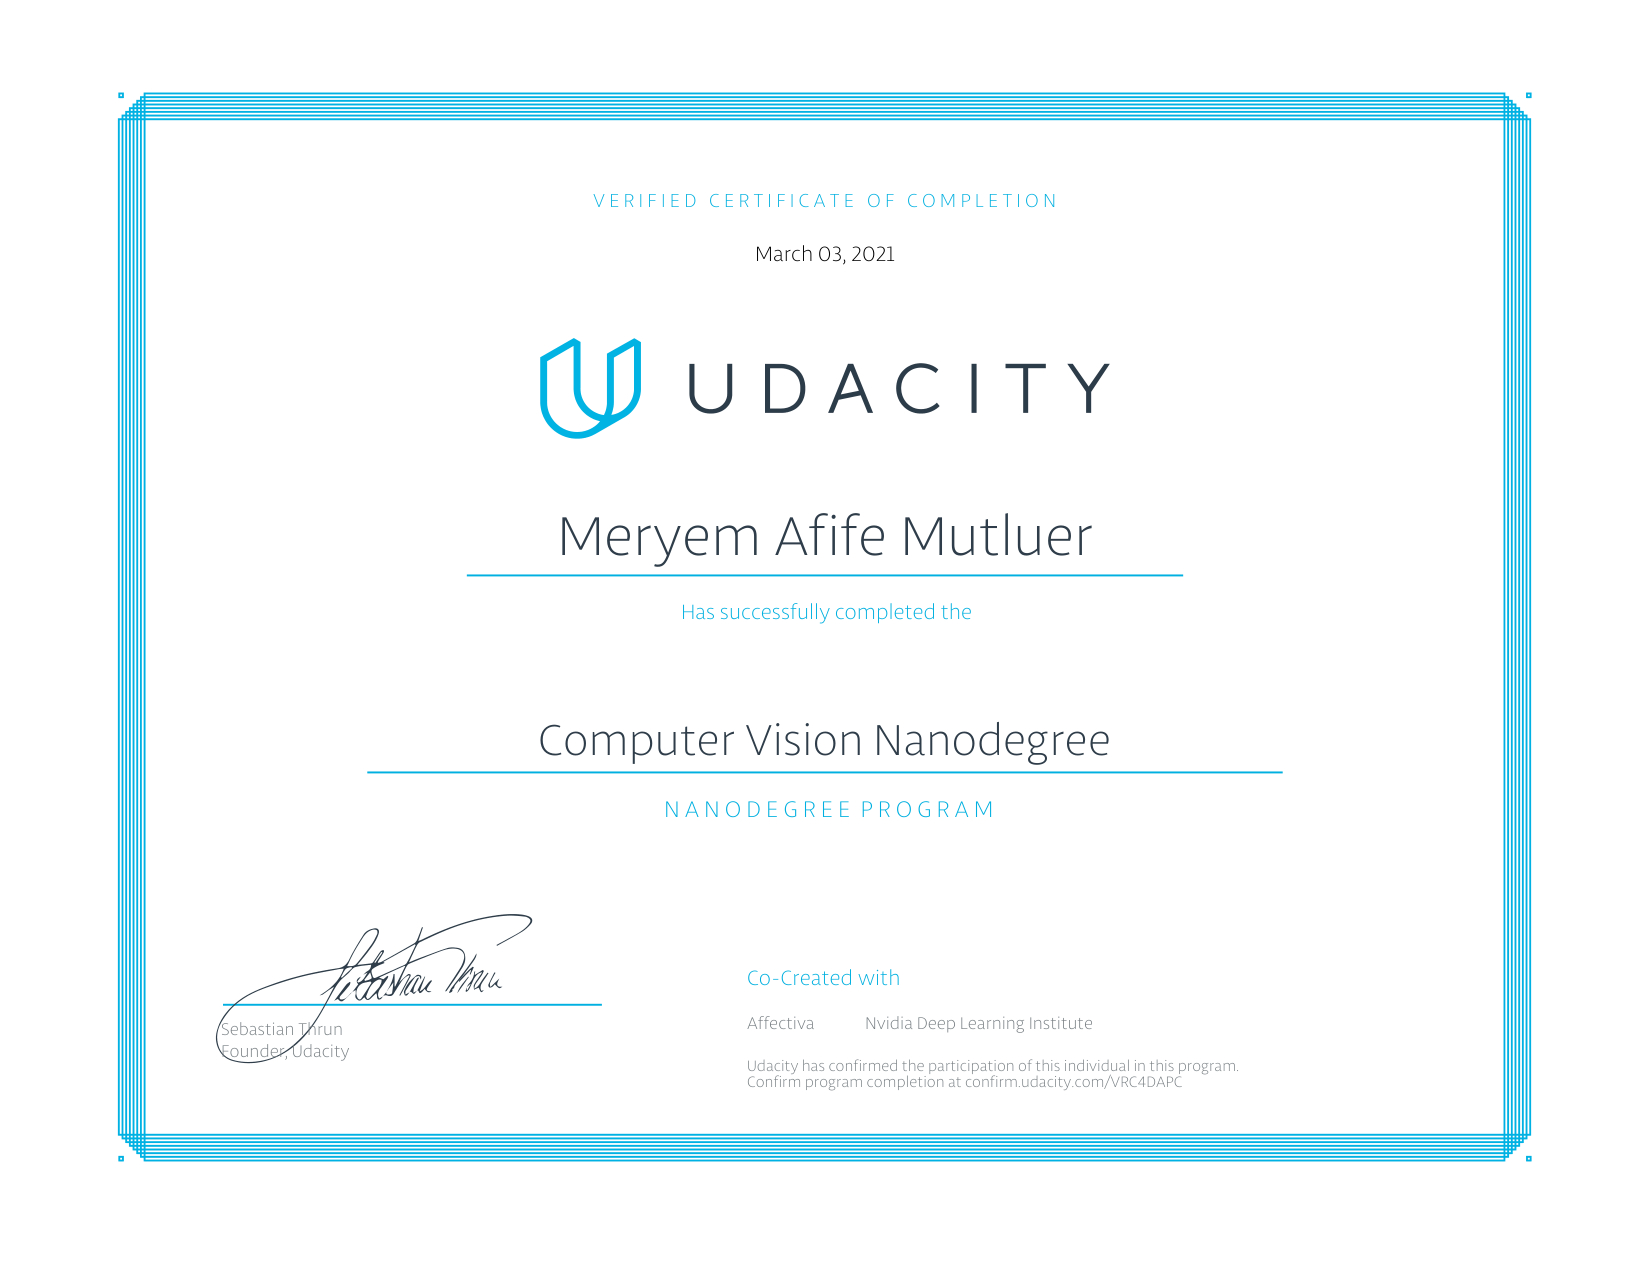 VERIFIED CERTIFICATE OF COMPLETION
March 03, 2021
UDACITY
Meryem Afife Mutluer
Has successfully completed the
Computer Vision Nanodegree
NANODEGREE PROGRAM
Sebastian Thrun
Sebastian Thrun
Founder, Udacity
Co-Created with
Affectiva Nvidia Deep Learning Institute
Udacity has confirmed the participation of this individual in this program.
Confirm program completion at confirm.udacity.com/VRC4DAPC